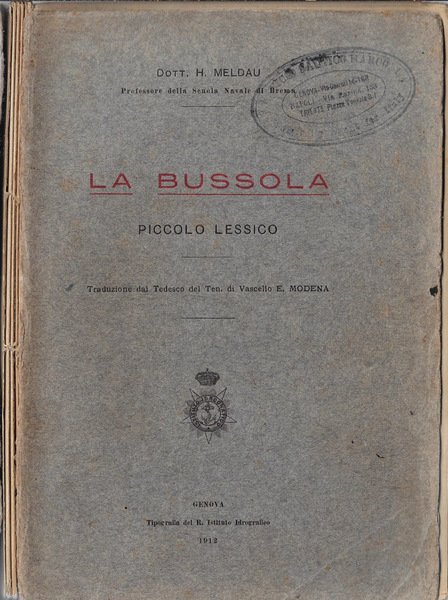 DOTT. H. MELDAU
Professore della Scuola Navale di Brema
LA BUSSOLA
PICCOLO LESSICO
Traduzione dal Tedesco del Ten. di Vascello E. MODENA
GENOVA
Tipografia del R. Istituto Idrografico
1912